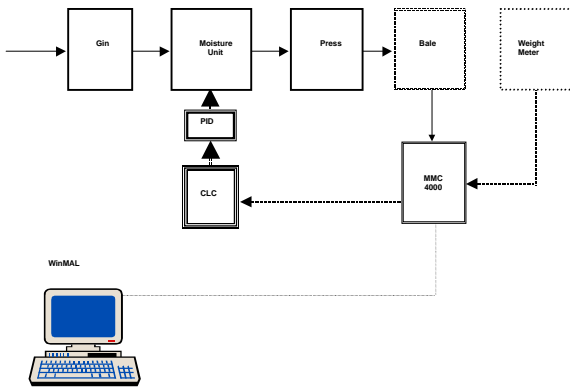 Gin
Moisture
Unit
Press
Bale
Weight
Meter
PID
CLC
MMC
4000
WinMAL